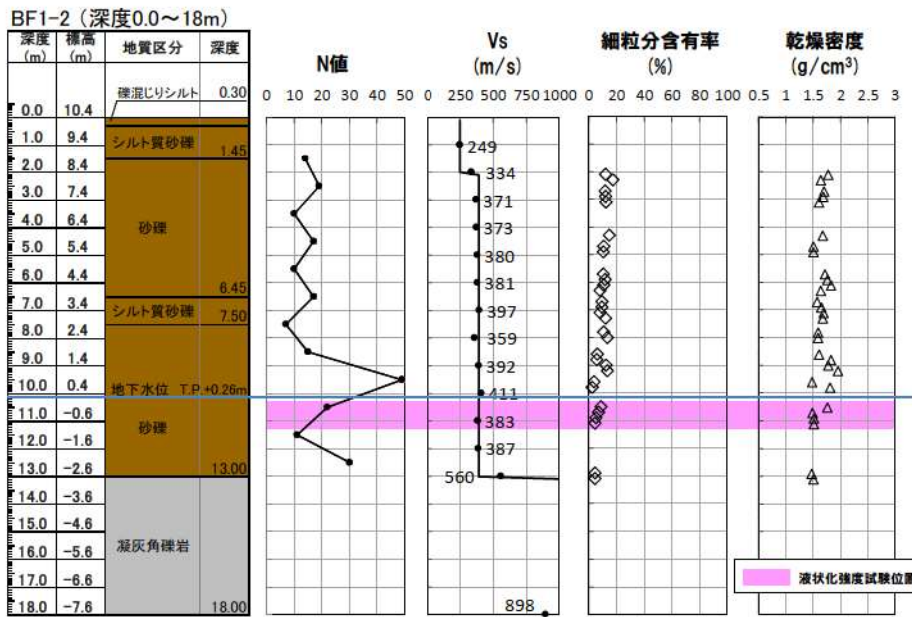 BF1-2 (深度0.0~18m)
深度 標高 地質区分 深度
(m) (m)
N値
Vs
(m/s)
細粒分含有率
(%)
乾燥密度
(g/cm³)
0 10 20 30 40 50
0 250 500 750 1000
0 20 40 60 80 100
0.5 1 1.5 2 2.5 3
礫混じりシルト 0.30
0.0 10.4
1.0 9.4 シルト質砂礫 1.45 249
2.0 8.4 334
3.0 7.4 371
4.0 6.4 砂礫 373
5.0 5.4 380
6.0 4.4 6.45 381
7.0 3.4 シルト質砂礫 7.50 397
8.0 2.4 359
9.0 1.4 392
10.0 0.4 地下水位 T.P.+0.26m 411
11.0 -0.6 383
12.0 -1.6 砂礫 387
13.0 -2.6 13.00 560
14.0 -3.6
15.0 -4.6
16.0 -5.6 凝灰角礫岩
17.0 -6.6
18.0 -7.6 18.00 898
液状化強度試験位置